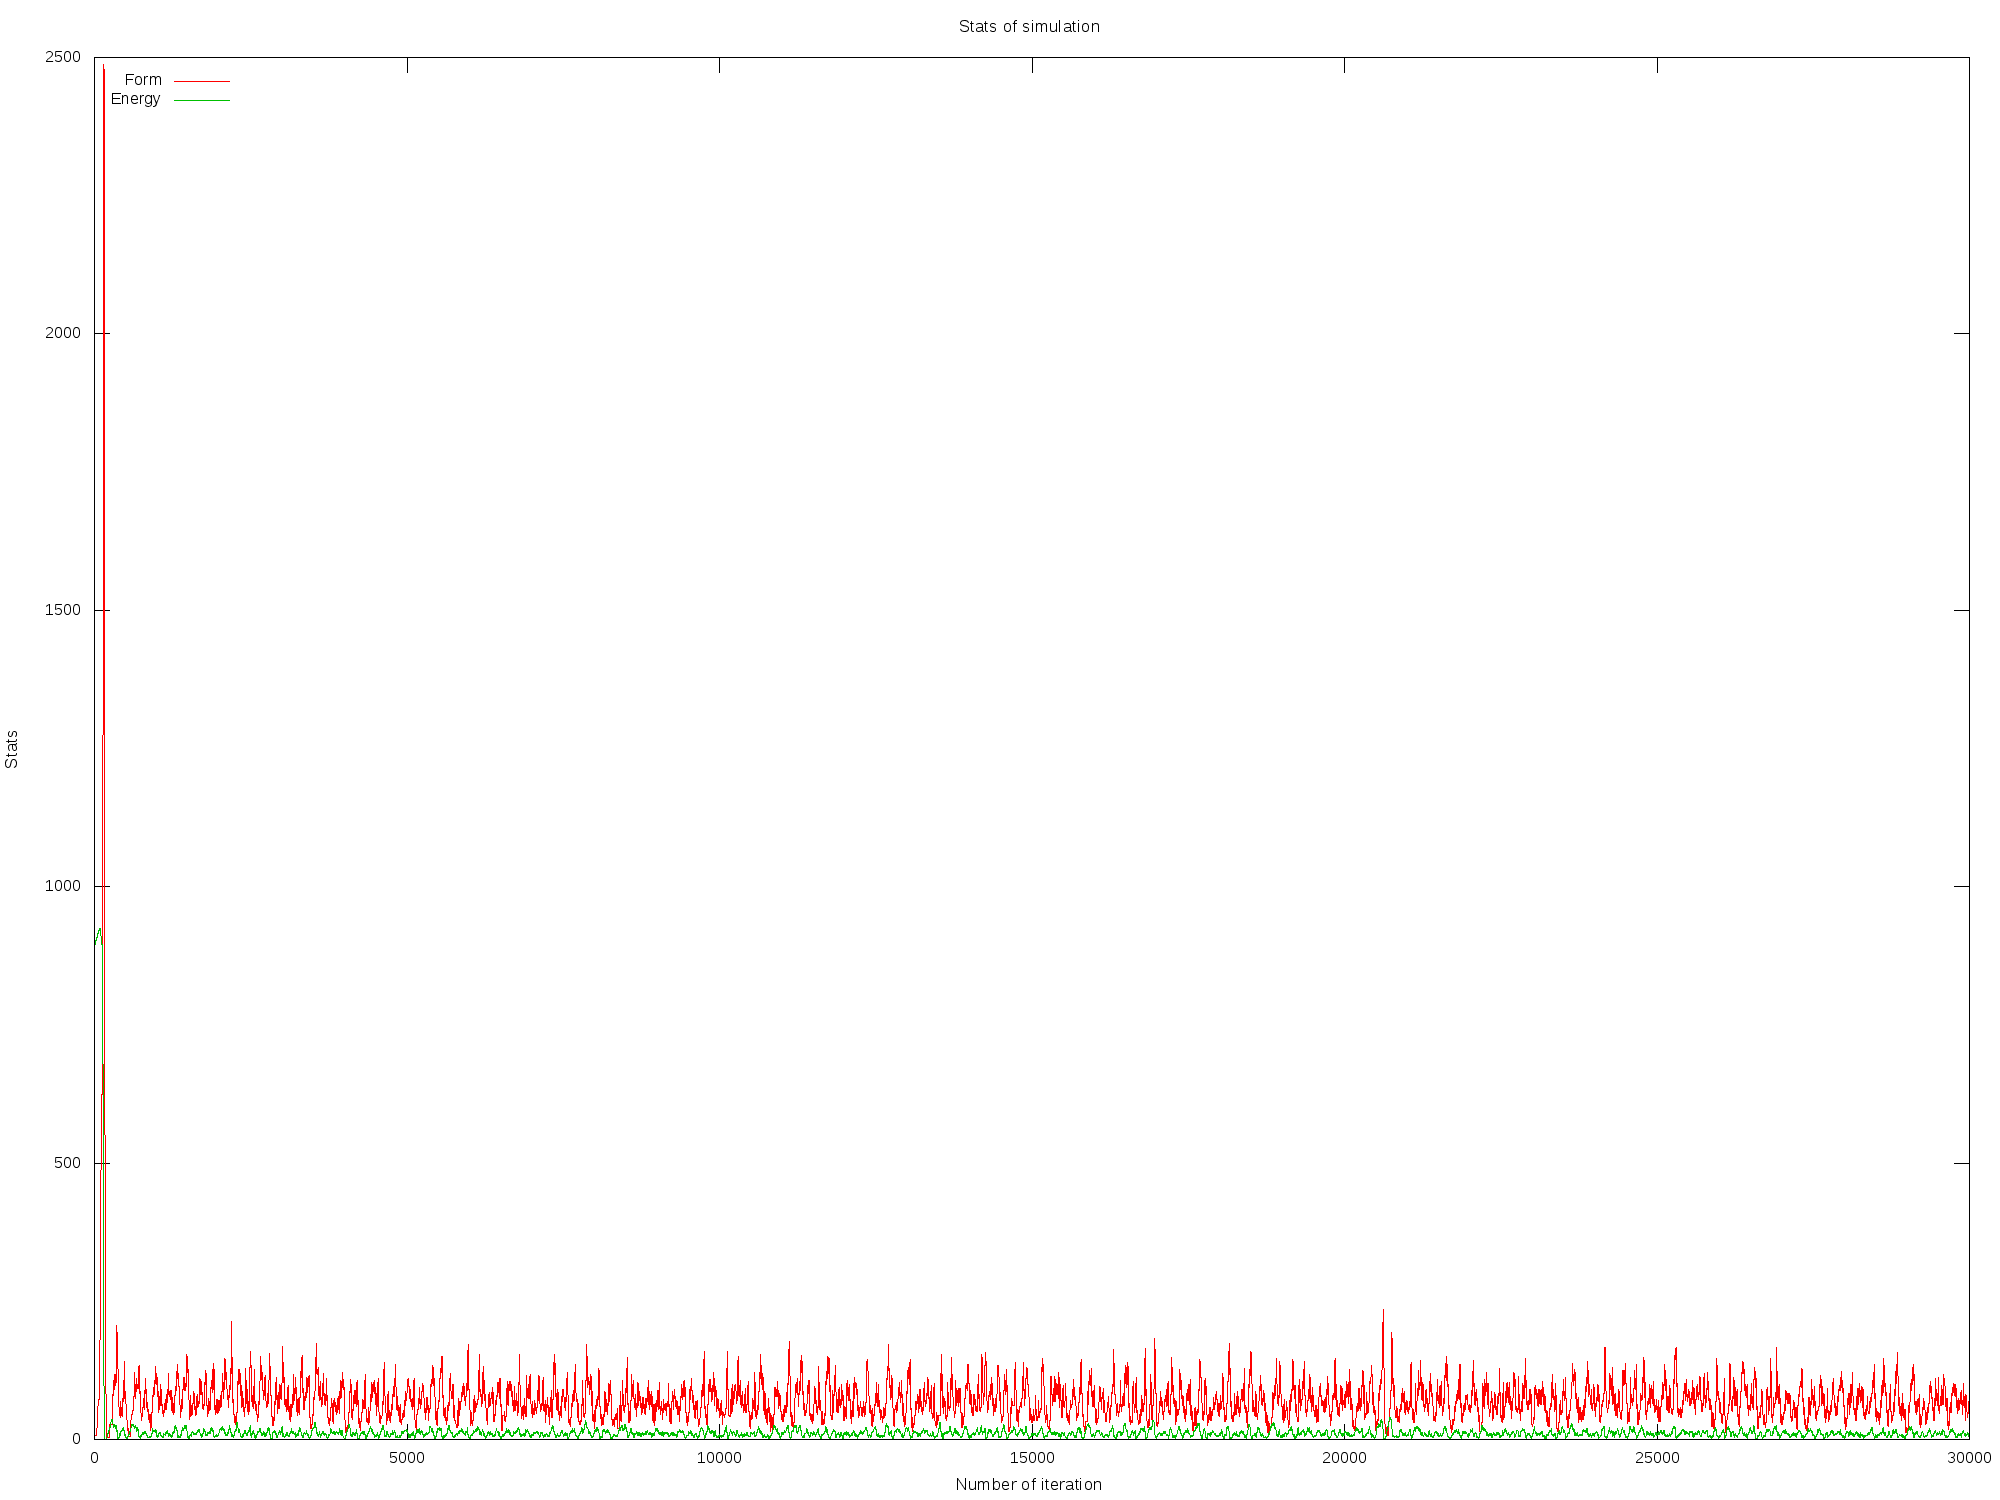 Stats of simulation
2500
Form
Energy
2000
1500
Stats
1000
500
0
0 5000 10000 15000 20000 25000 30000
Number of iteration